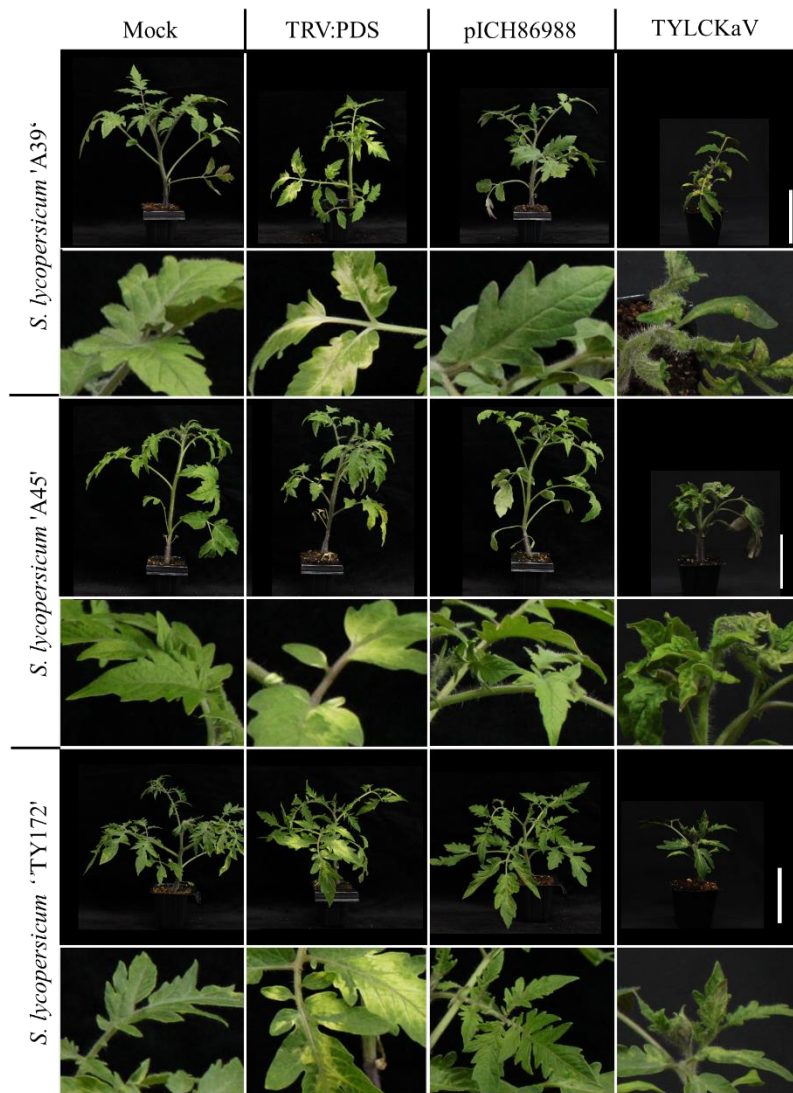 Mock TRV:PDS pICH86988 TYLCKaV
S. lycopersicum 'A39‘
S. lycopersicum 'A45'
S. lycopersicum ‘'TY172'